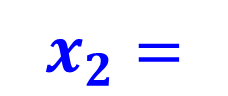 x₂ =